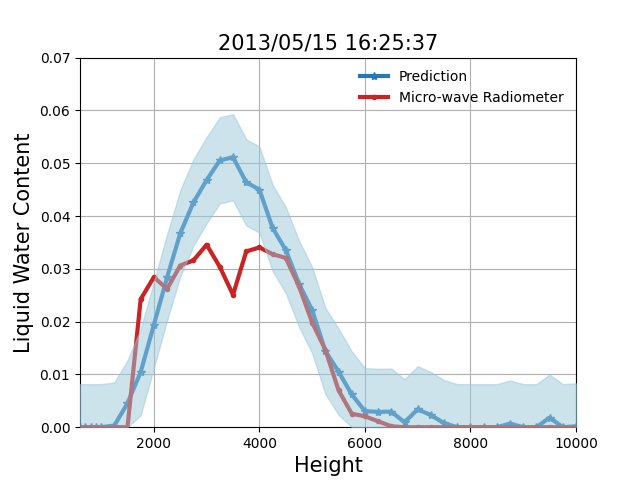 2013/05/15 16:25:37
Prediction
Micro-wave Radiometer
Liquid Water Content
0.07
0.06
0.05
0.04
0.03
0.02
0.01
0.00
2000 4000 6000 8000 10000
Height